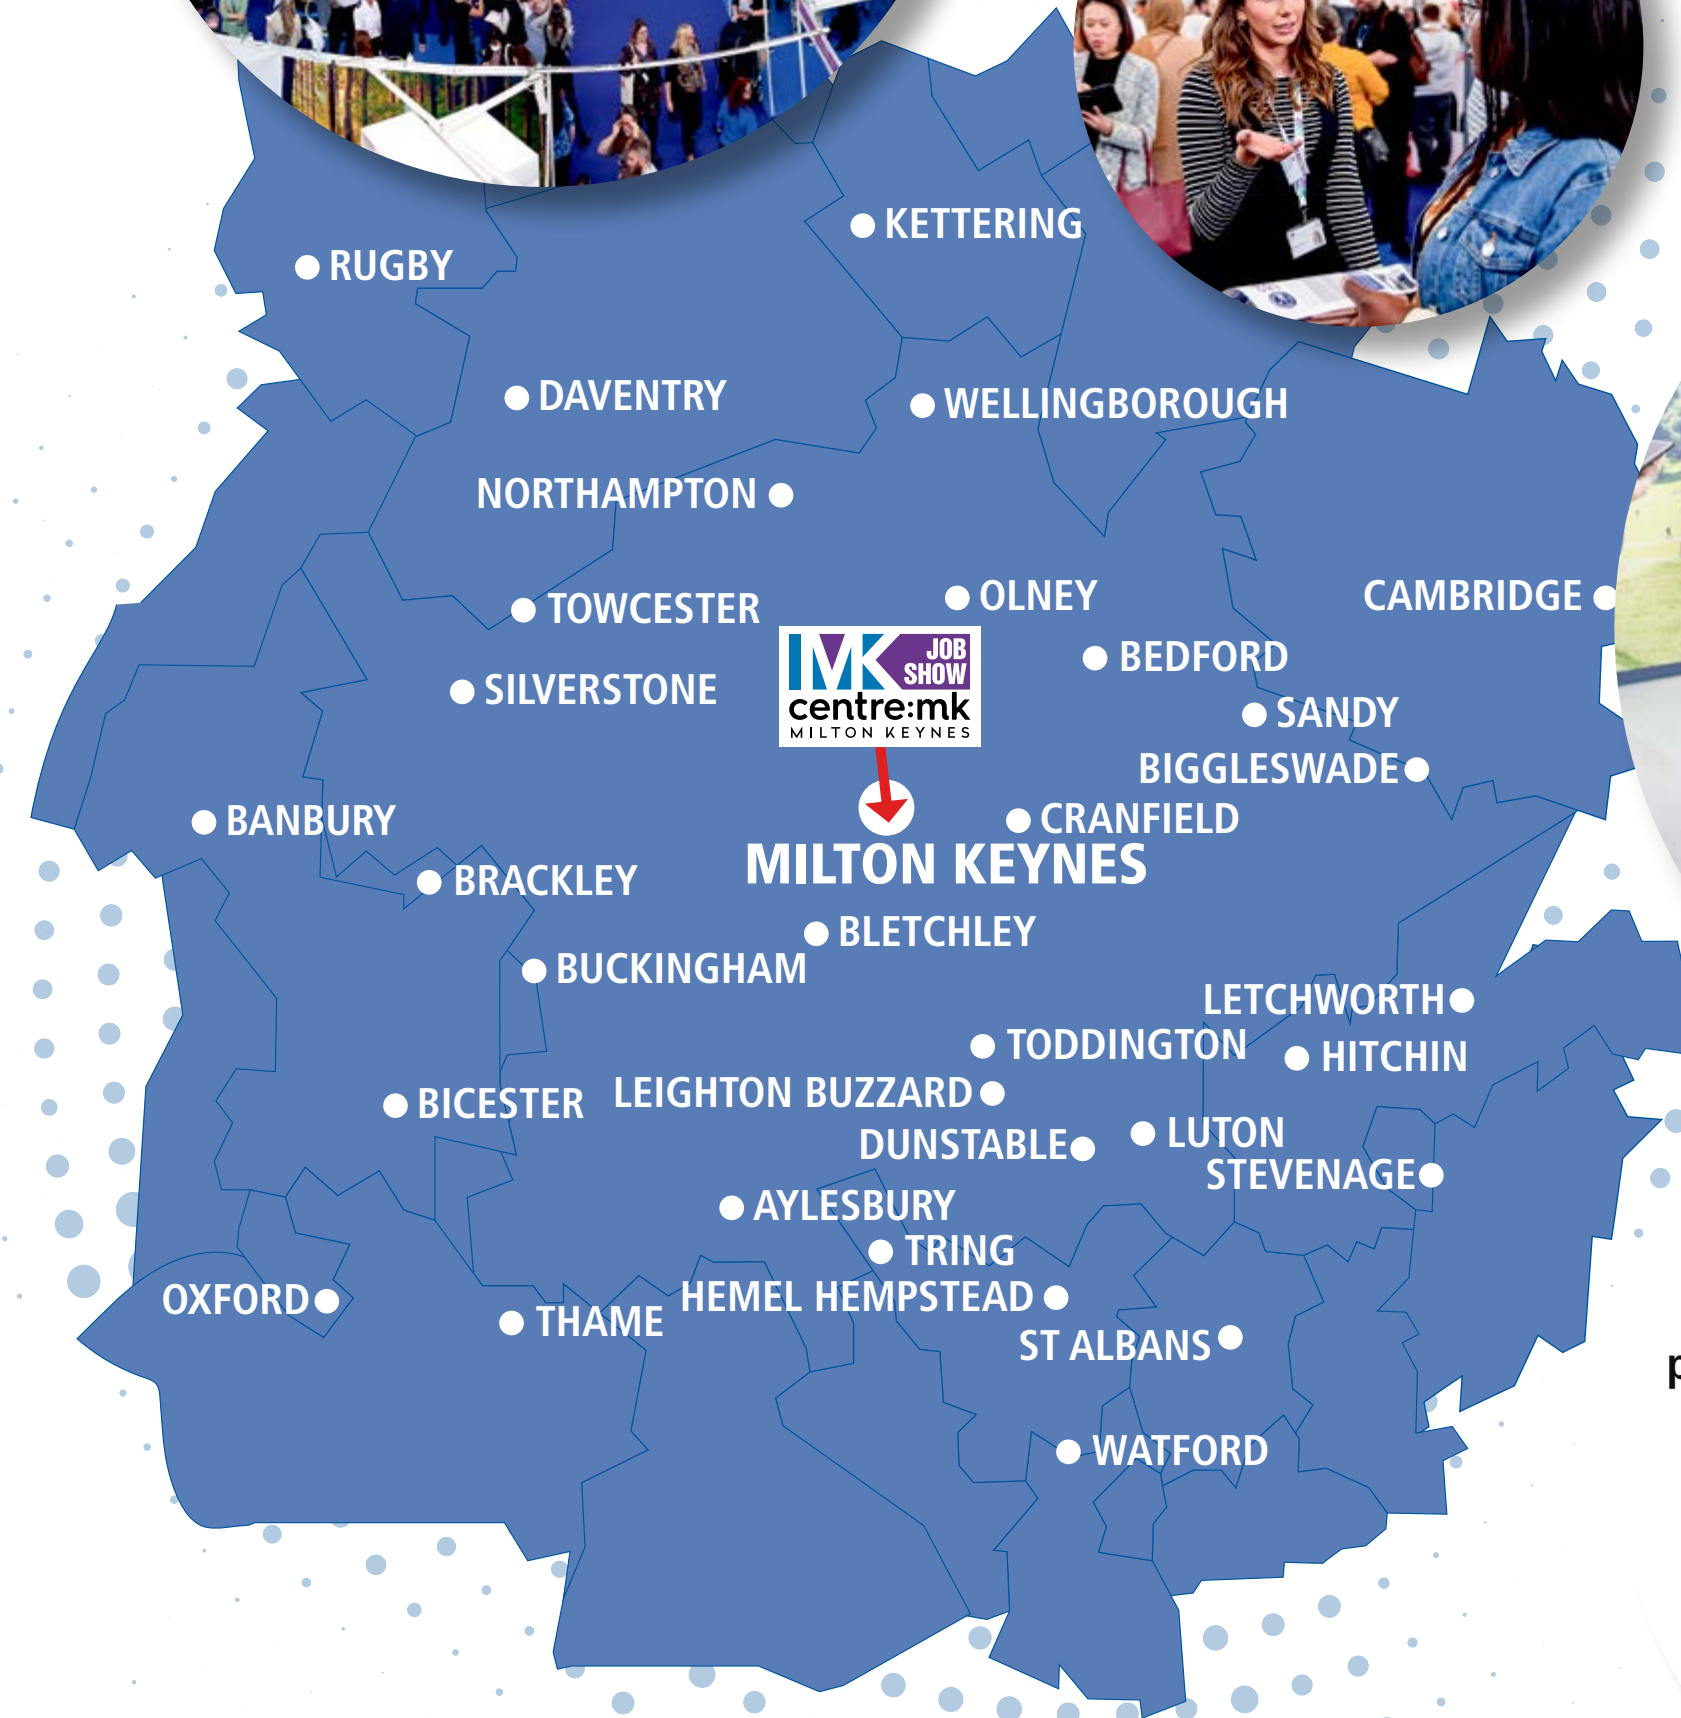 KETTERING
RUGBY
DAVENTRY
WELLINGBOROUGH
NORTHAMPTON
OLNEY
CAMBRIDGE
TOWCESTER
MK JOB
SHOW
centre:mk
MILTON KEYNES
BEDFORD
SILVERSTONE
SANDY
BIGGLESWADE
BANBURY
CRANFIELD
MILTON KEYNES
BRACKLEY
BLETCHLEY
BUCKINGHAM
LETCHWORTH
TODDINGTON
HITCHIN
LEIGHTON BUZZARD
BICESTER
LUTON
DUNSTABLE
STEVENAGE
AYLESBURY
TRING
HEMEL HEMPSTEAD
OXFORD
THAME
ST ALBANS
WATFORD